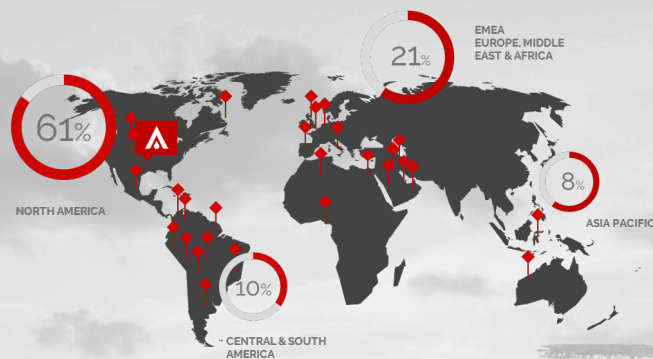 EMEA
EUROPE, MIDDLE
EAST & AFRICA
21%
61%
8%
NORTH AMERICA
ASIA PACIFIC
10%
CENTRAL & SOUTH
AMERICA